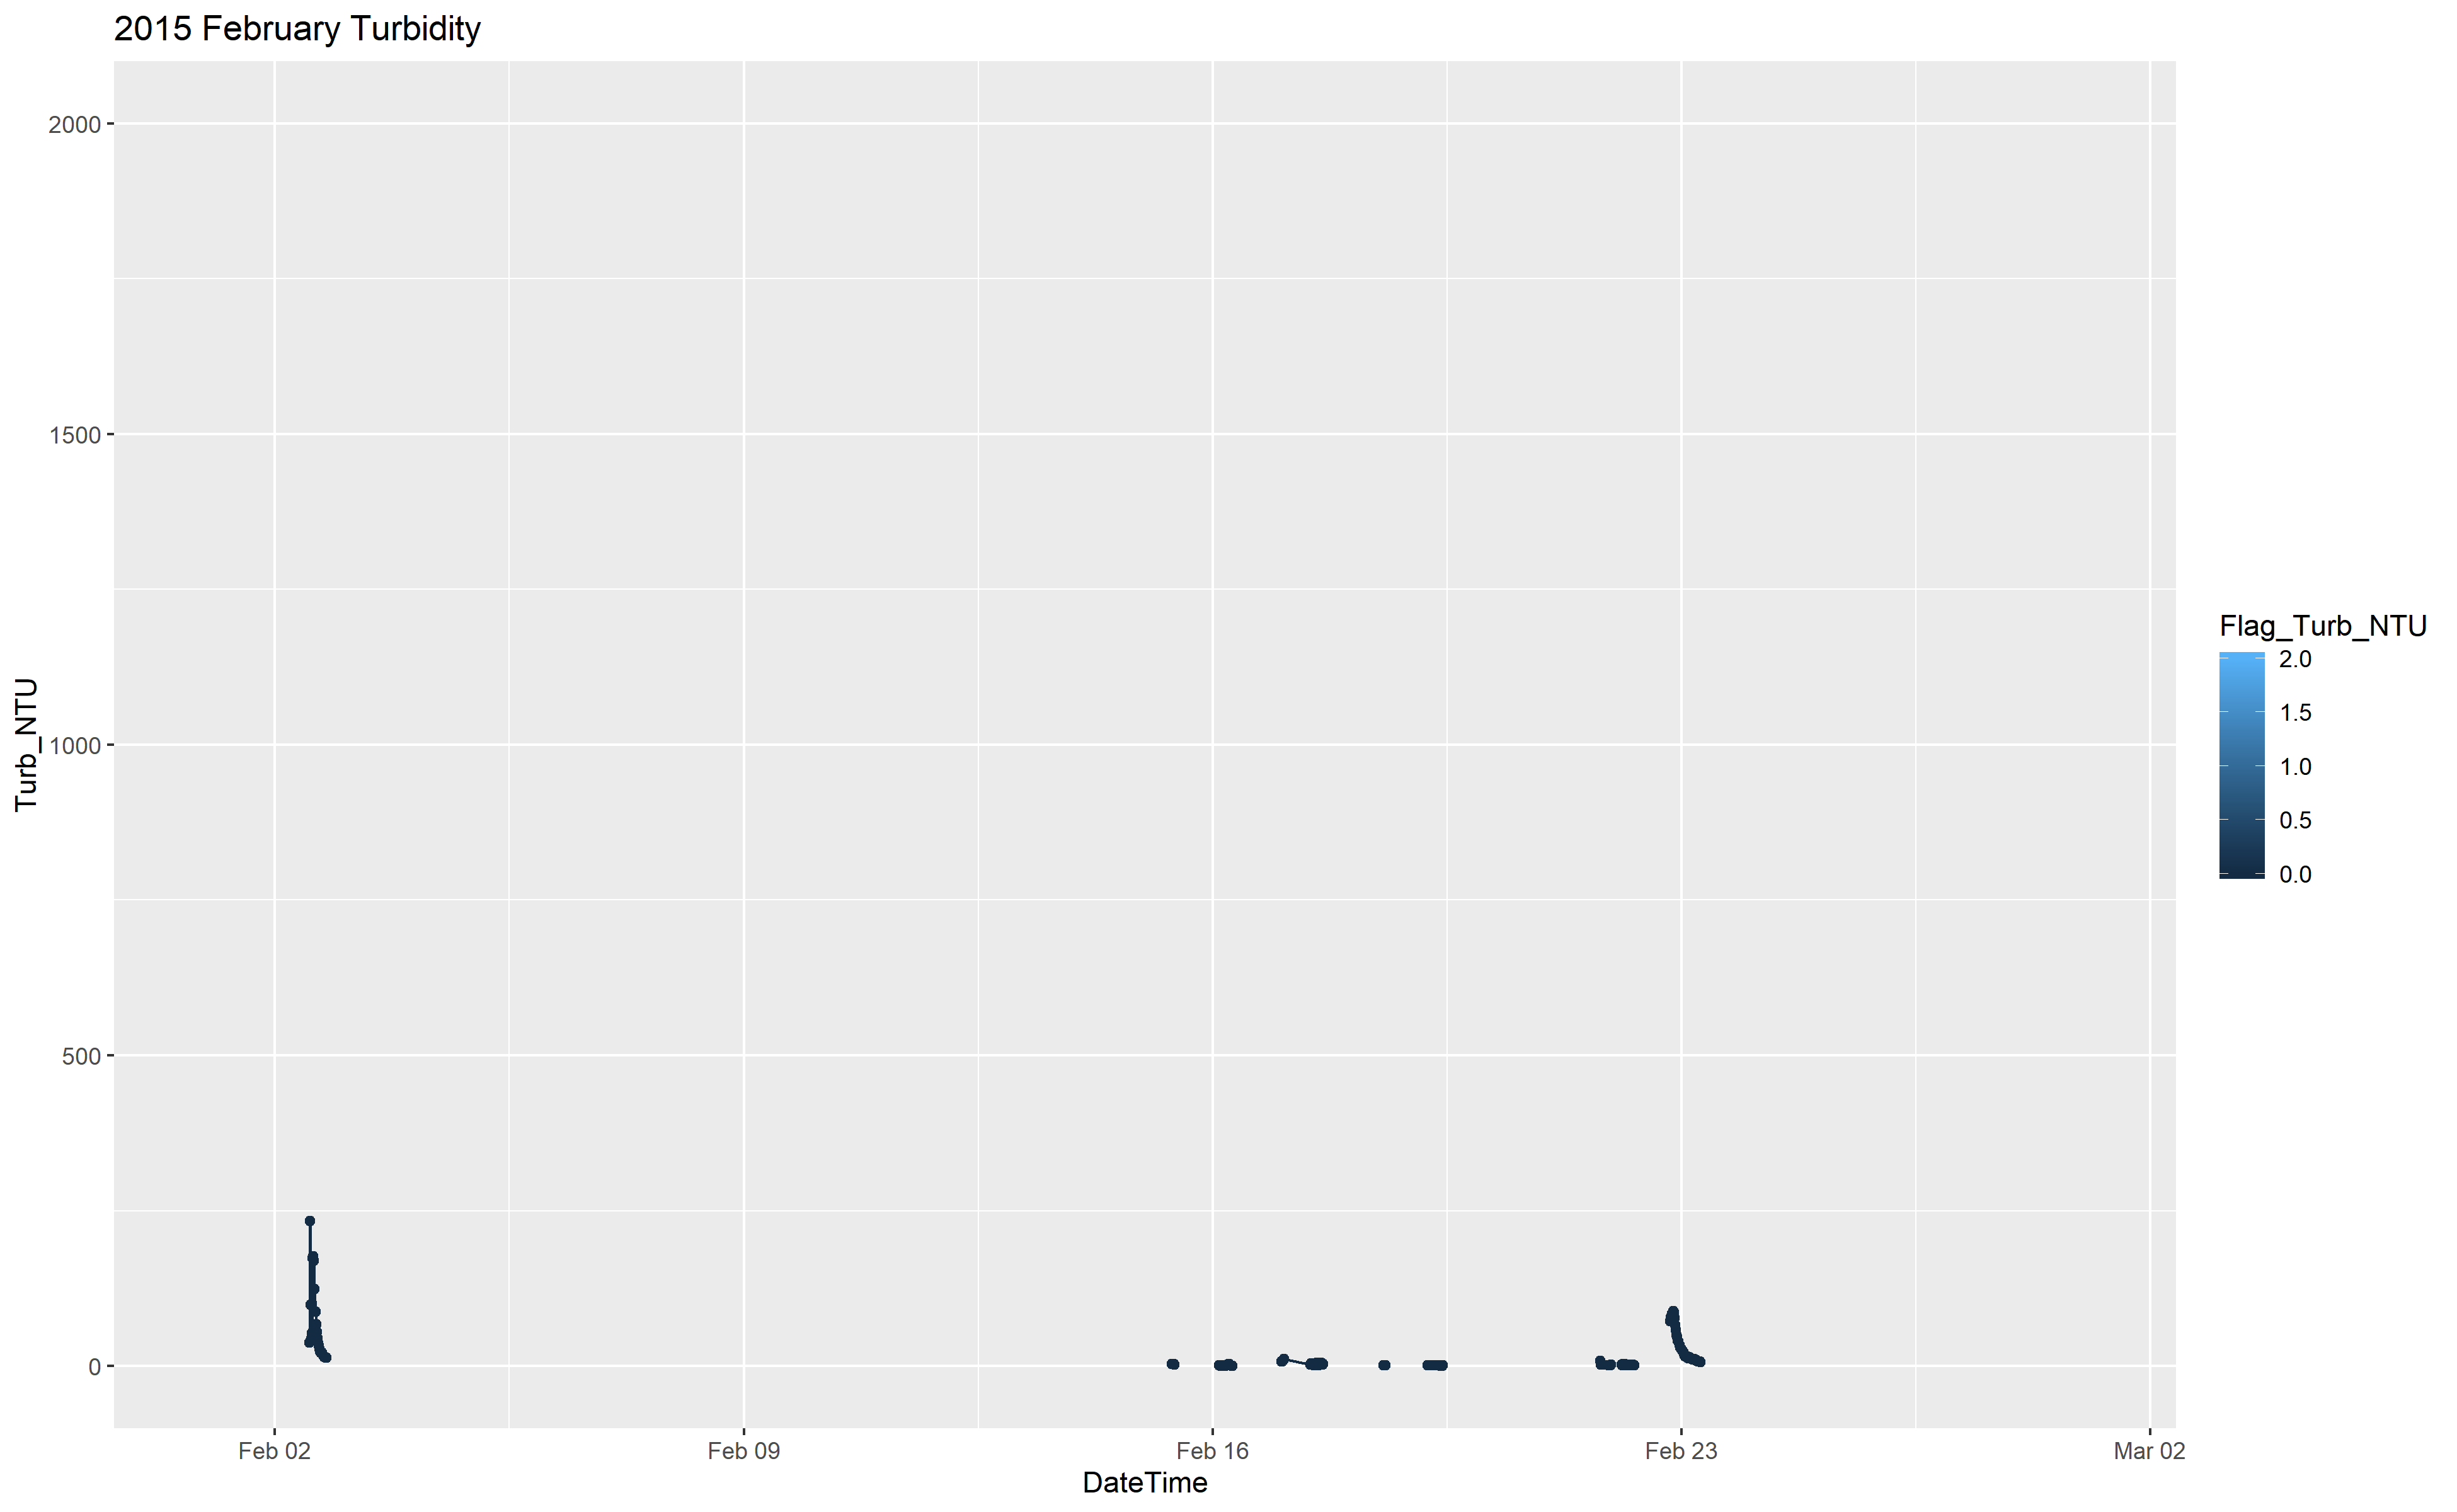 2015 February Turbidity
Turb_NTU
2000
1500
1000
500
0
Feb 02
Feb 09
Feb 16
Feb 23
Mar 02
DateTime
Flag_Turb_NTU
2.0
1.5
1.0
0.5
0.0